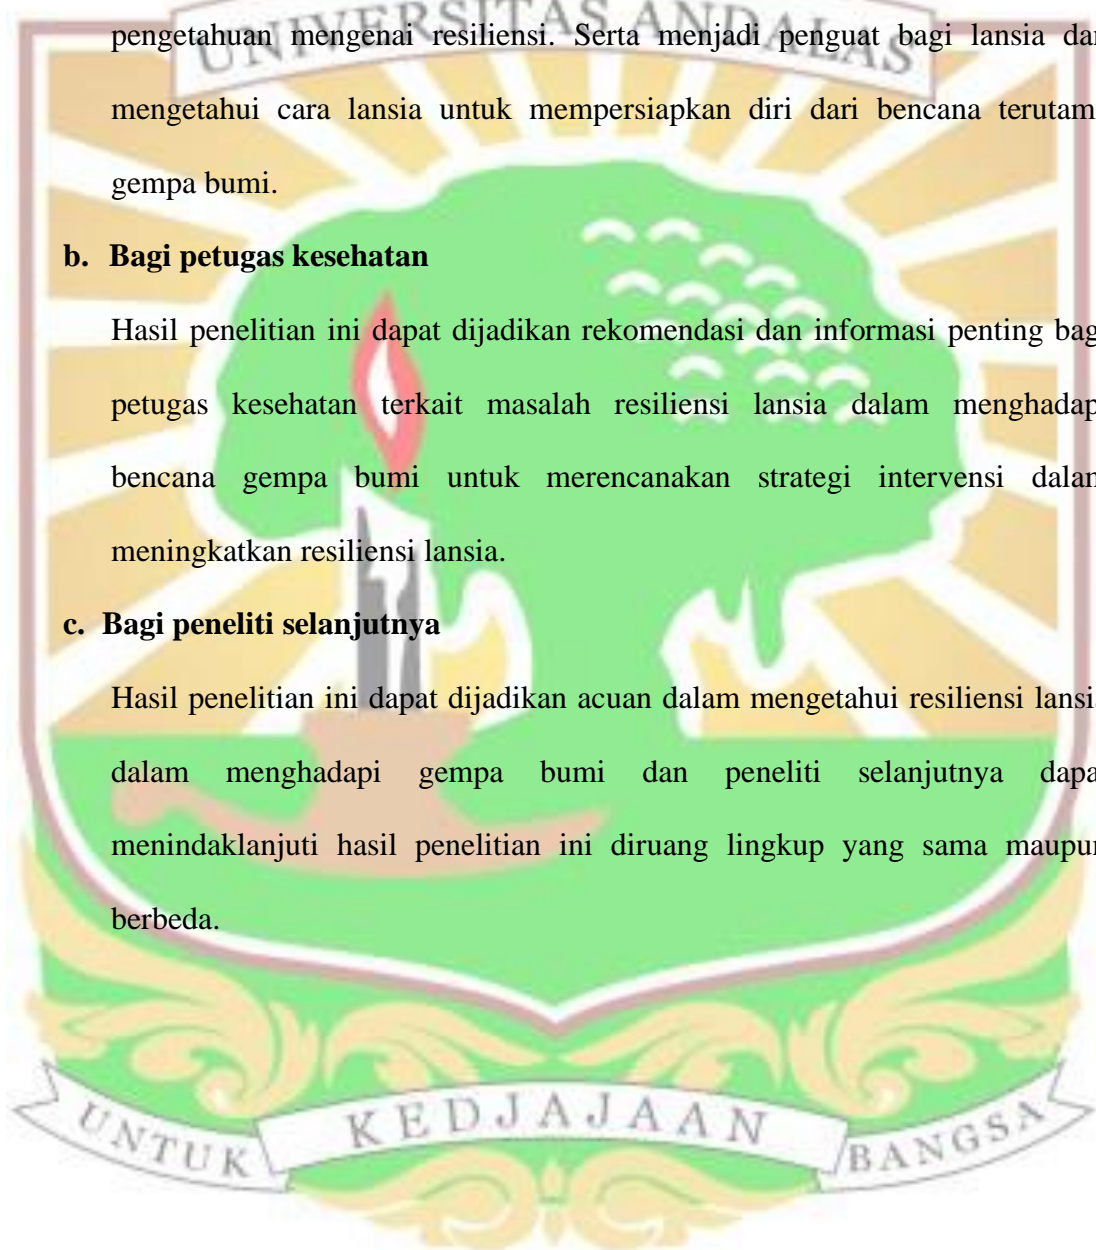 UNIVERSITAS ANDALAS
pengetahuan mengenai resiliensi. Serta menjadi penguat bagi lansia dan
mengetahui cara lansia untuk mempersiapkan diri dari bencana terutam
gempa bumi.
b. Bagi petugas kesehatan
Hasil penelitian ini dapat dijadikan rekomendasi dan informasi penting bag
petugas kesehatan terkait masalah resiliensi lansia dalam menghadap
bencana gempa bumi untuk merencanakan strategi intervensi dalam
meningkatkan resiliensi lansia.
c. Bagi peneliti selanjutnya
Hasil penelitian ini dapat dijadikan acuan dalam mengetahui resiliensi lansia
dalam menghadapi gempa bumi dan peneliti selanjutnya dapa
menindaklanjuti hasil penelitian ini diruang lingkup yang sama maupun
berbeda.
UNTUK KEDJAJAAN BANGSA